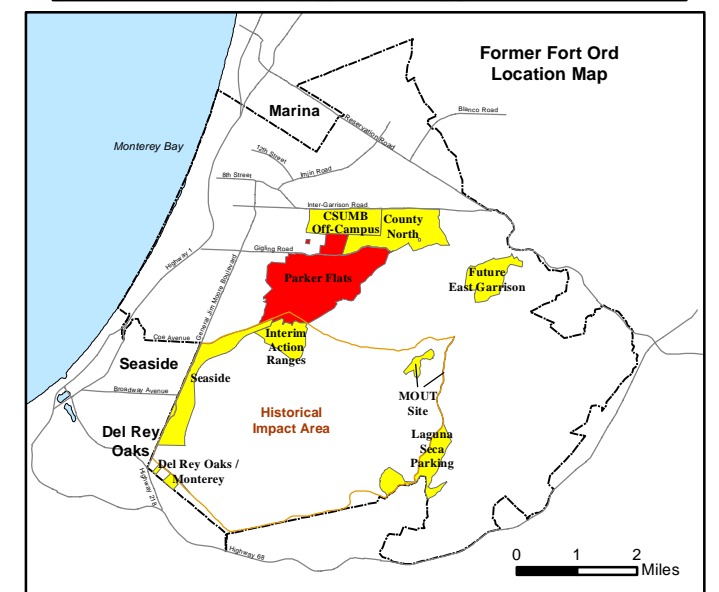 Former Fort Ord
Location Map
Marina
Blanco Road
Reservation Road
Monterey Bay
12th Street
Imjin Road
8th Street
Inter-Garrison Road
CSUMB
Off-Campus
County
North
Gigling Road
Highway 1
General Jim Moore Boulevard
Parker Flats
Future
East Garrison
Coe Avenue
Interim
Action
Ranges
Seaside
Seaside
Broadway Avenue
MOUT
Site
Historical
Impact Area
Del Rey
Oaks
Laguna
Seca
Parking
Del Rey Oaks /
Monterey
Highway 218
Highway 68
0 1 2
Miles